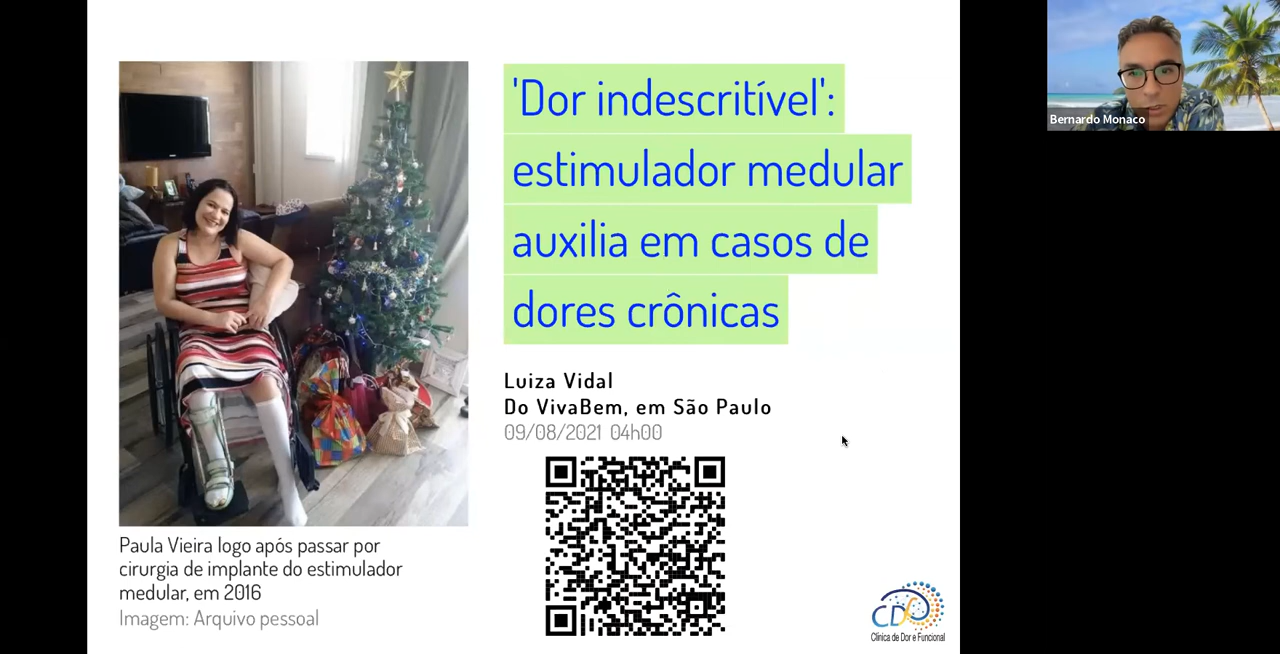 'Dor indescritível':
estimulador medular
auxilia em casos de
dores crônicas
Luiza Vidal
Do VivaBem, em São Paulo
09/08/2021 04h00
Paula Vieira logo após passar por
cirurgia de implante do estimulador
medular, em 2016
Imagem: Arquivo pessoal
CDF
Clínica de Dor e Funcional
Bernardo Monaco